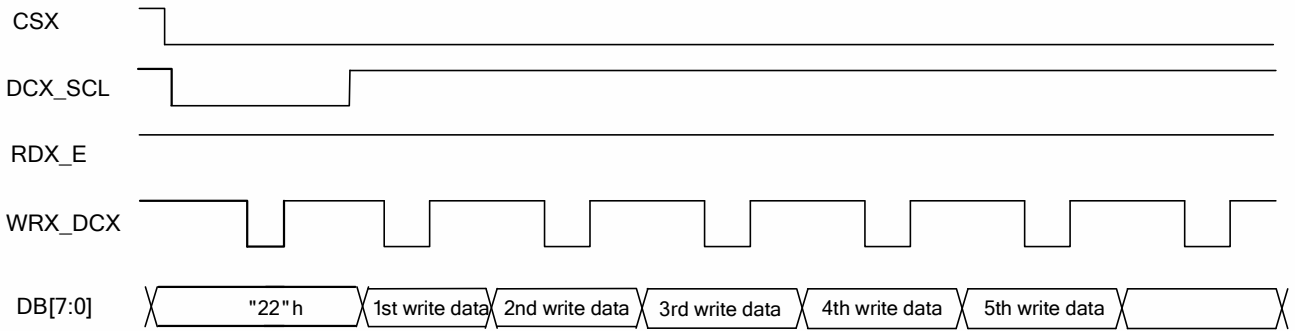 CSX
DCX_SCL
RDX_E
WRX_DCX
DB[7:0] "22"h 1st write data 2nd write data 3rd write data 4th write data 5th write data